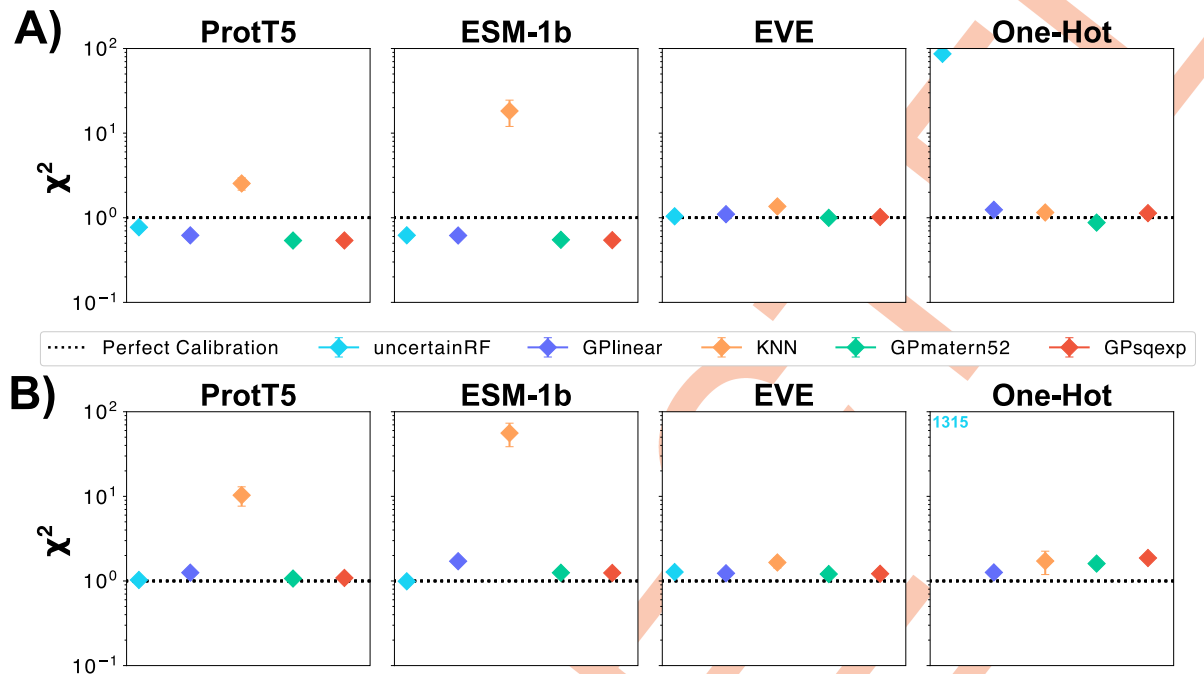 A)
ProtT5 ESM-1b EVE One-Hot
10²
10¹
10⁰
10⁻¹
χ²
Perfect Calibration uncertainRF GPlinear KNN GPmatern52 GPsqexp
B)
ProtT5 ESM-1b EVE One-Hot
10²
10¹
10⁰
10⁻¹
χ²
1315